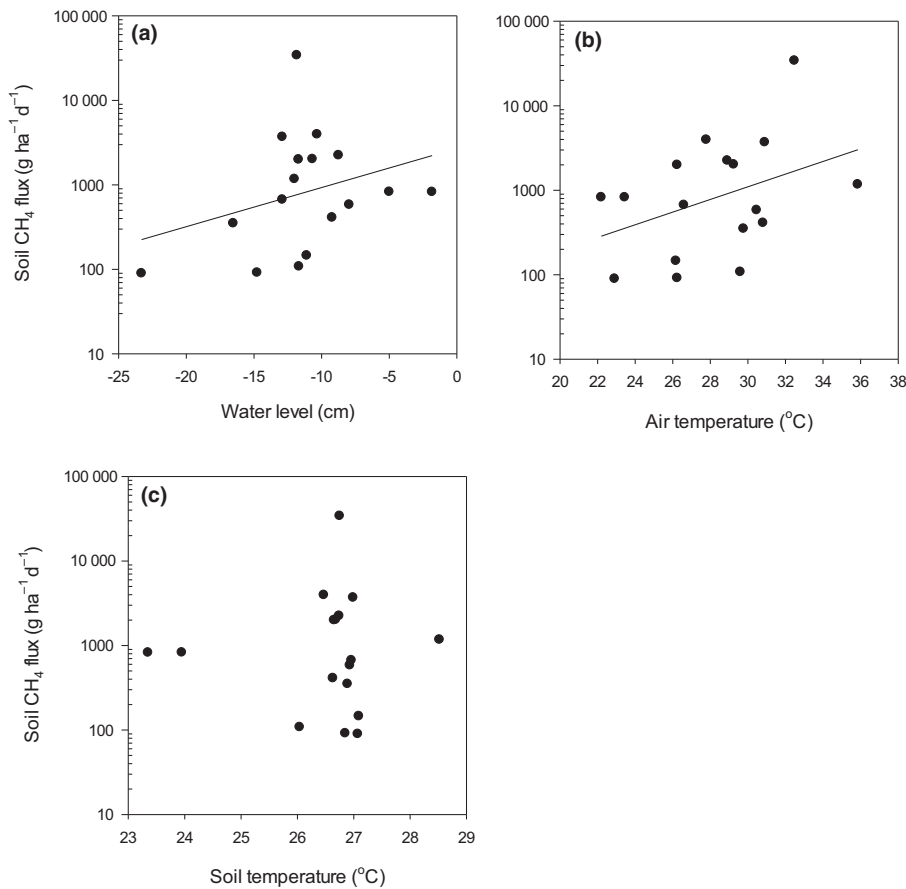 (a)
Soil CH₄ flux (g ha⁻¹ d⁻¹)
100 000
10 000
1000
100
10
-25 -20 -15 -10 -5 0
Water level (cm)
(b)
100 000
10 000
1000
100
10
20 22 24 26 28 30 32 34 36 38
Air temperature (°C)
(c)
Soil CH₄ flux (g ha⁻¹ d⁻¹)
100 000
10 000
1000
100
10
23 24 25 26 27 28 29
Soil temperature (°C)